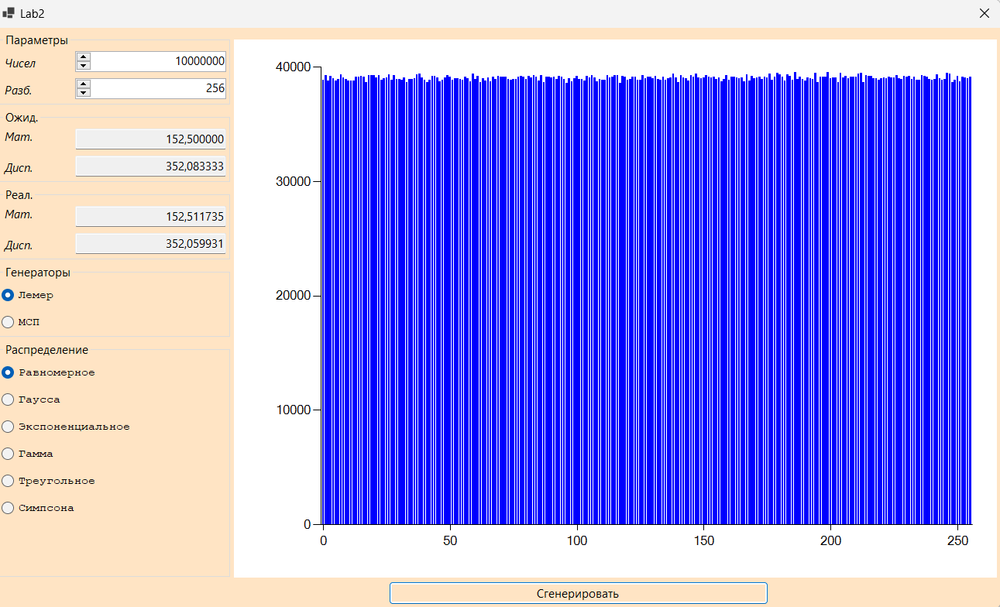 Lab2
Параметры
Чисел 10000000
Разб. 256
Ожид.
Мат. 152,500000
Дисп. 352,083333
Реал.
Мат. 152,511735
Дисп. 352,059931
Генераторы
Лемер
МСП
Распределение
Равномерное
Гаусса
Экспоненциальное
Гамма
Треугольное
Симпсона
40000
30000
20000
10000
0
0 50 100 150 200 250
Сгенерировать